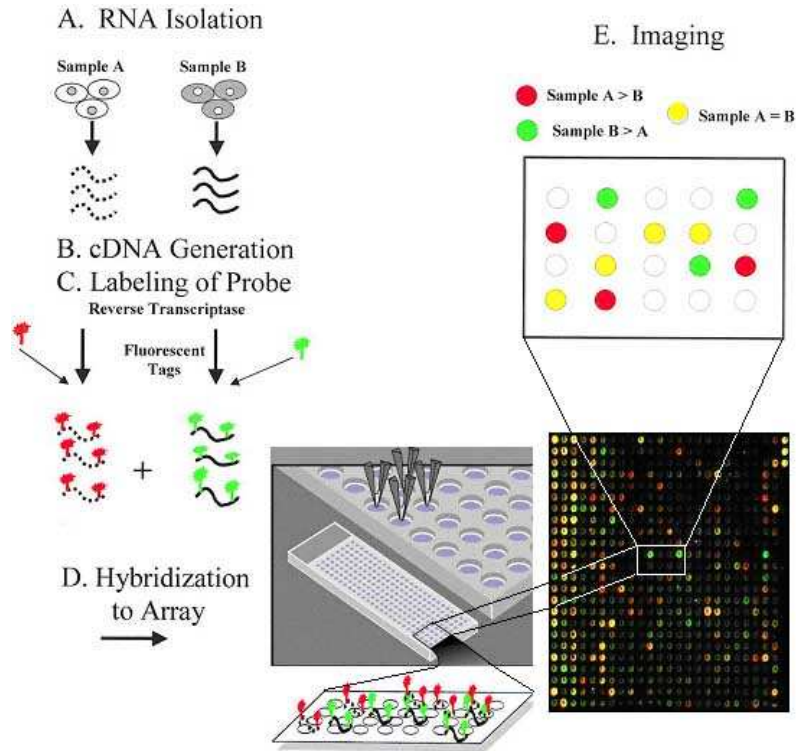 A. RNA Isolation
Sample A
Sample B
B. cDNA Generation
C. Labeling of Probe
Reverse Transcriptase
Fluorescent
Tags
+
D. Hybridization
to Array
E. Imaging
Sample A > B
Sample B > A
Sample A = B